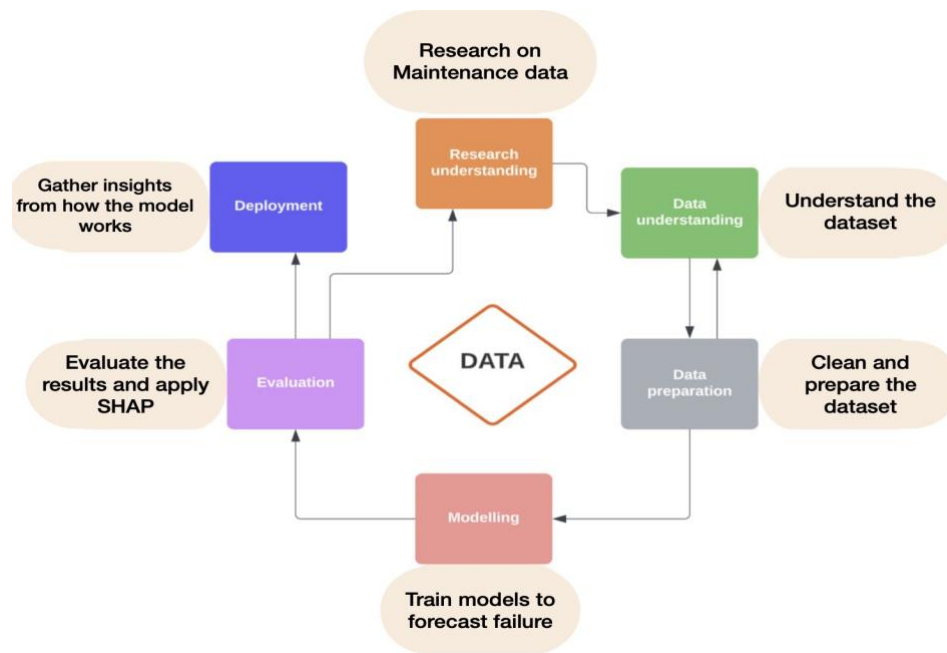 Research on
Maintenance data
Research
understanding
Gather insights
from how the model
works
Deployment
Data
understanding
Understand the
dataset
Evaluate the
results and apply
SHAP
Evaluation
DATA
Data
preparation
Clean and
prepare the
dataset
Modelling
Train models to
forecast failure